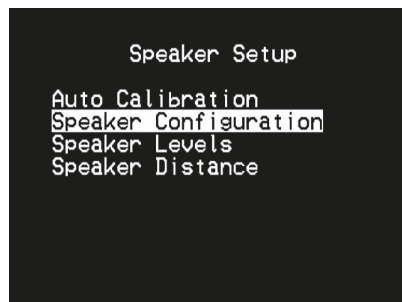 Speaker Setup
Auto Calibration
Speaker Configuration
Speaker Levels
Speaker Distance